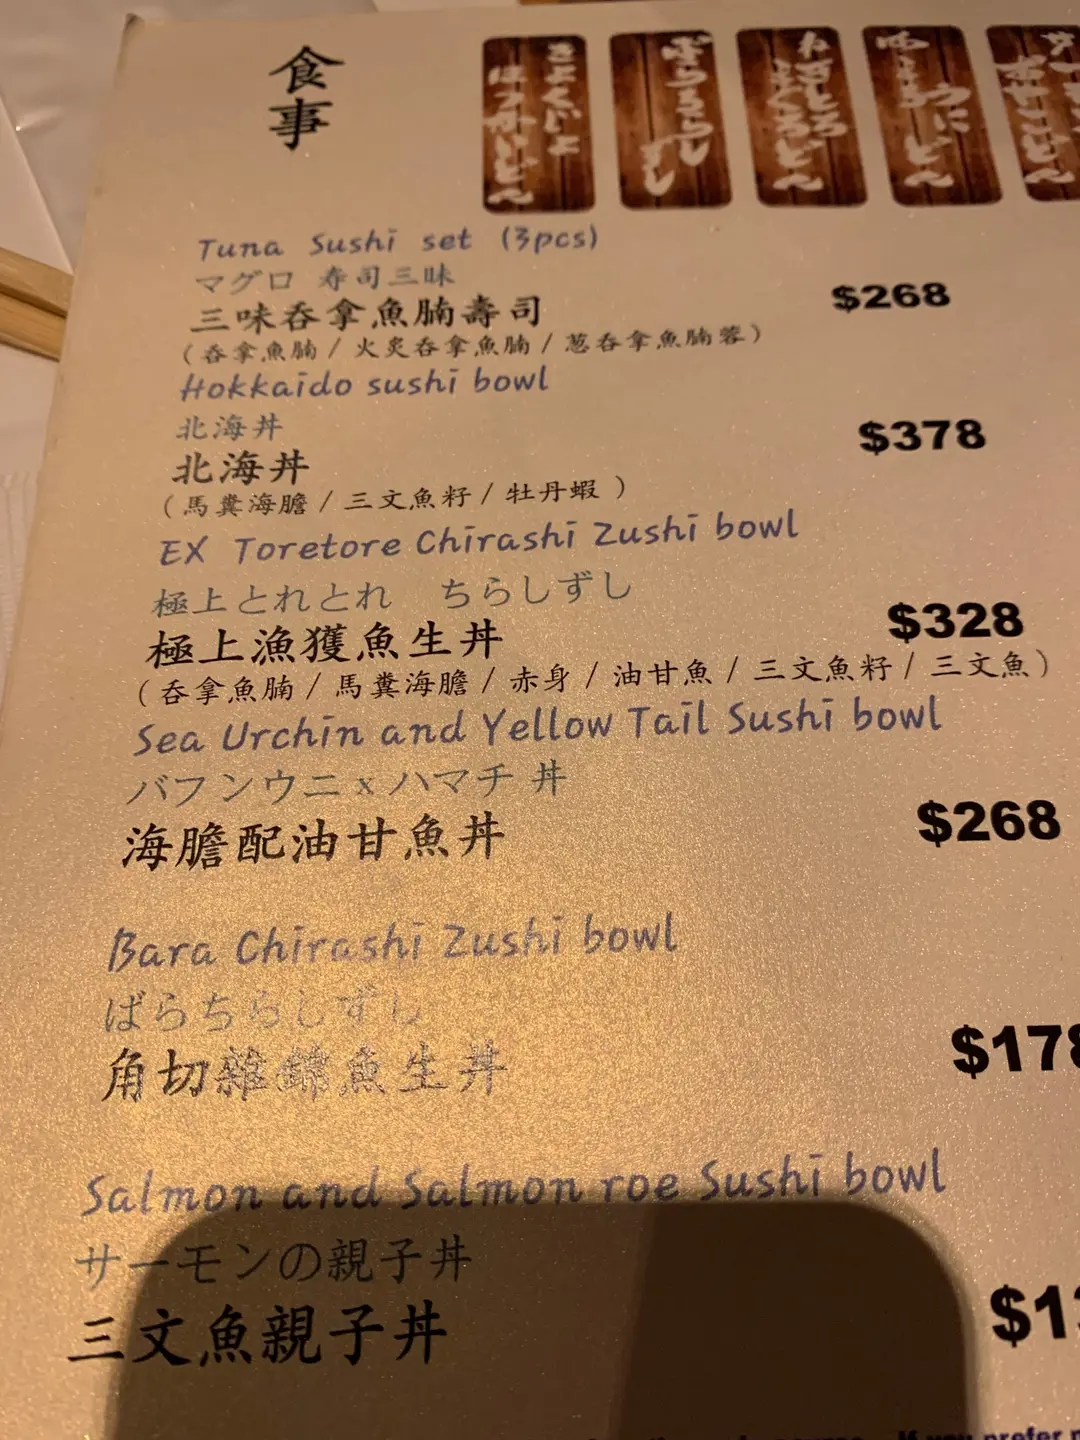 食事
Tuna Sushi set (3pcs)
マグロ 寿司三昧
三味吞拿魚腩壽司
$268
(吞拿魚腩/火炙吞拿魚腩/葱吞拿魚腩蓉)
Hokkaido sushi bowl
北海丼
$378
北海丼
(馬糞海膽/三文魚籽/牡丹蝦)
EX Toretore Chirashi Zushi bowl
極上とれとれ ちらしずし
$328
極上漁獲魚生丼
(吞拿魚腩/馬糞海膽/赤身/油甘魚/三文魚籽/三文魚)
Sea Urchin and Yellow Tail Sushi bowl
バフンウニxハマチ 丼
$268
海膽配油甘魚丼
Bara Chirashi Zushi bowl
ばらちらしずし
$178
角切雜錦魚生丼
Salmon and Salmon roe Sushi bowl
サーモンの親子丼
三文魚親子丼
If you prefer